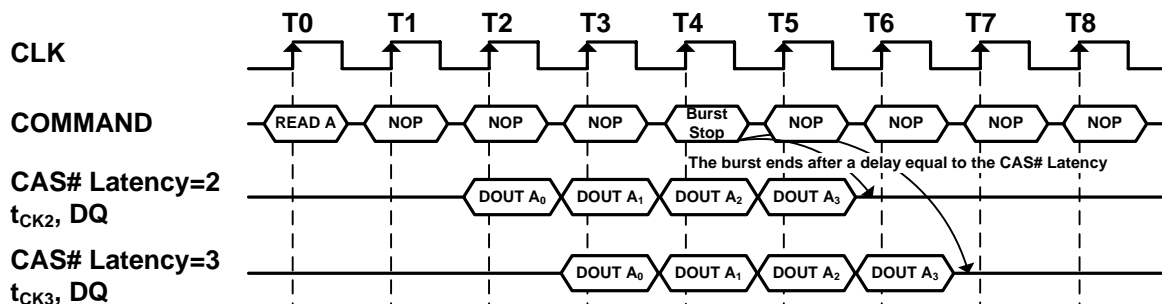 T0 T1 T2 T3 T4 T5 T6 T7 T8
CLK
COMMAND READ A NOP NOP NOP Burst Stop NOP NOP NOP NOP
The burst ends after a delay equal to the CAS# Latency
CAS# Latency=2
tCK2, DQ DOUT A0 DOUT A1 DOUT A2 DOUT A3
CAS# Latency=3
tCK3, DQ DOUT A0 DOUT A1 DOUT A2 DOUT A3